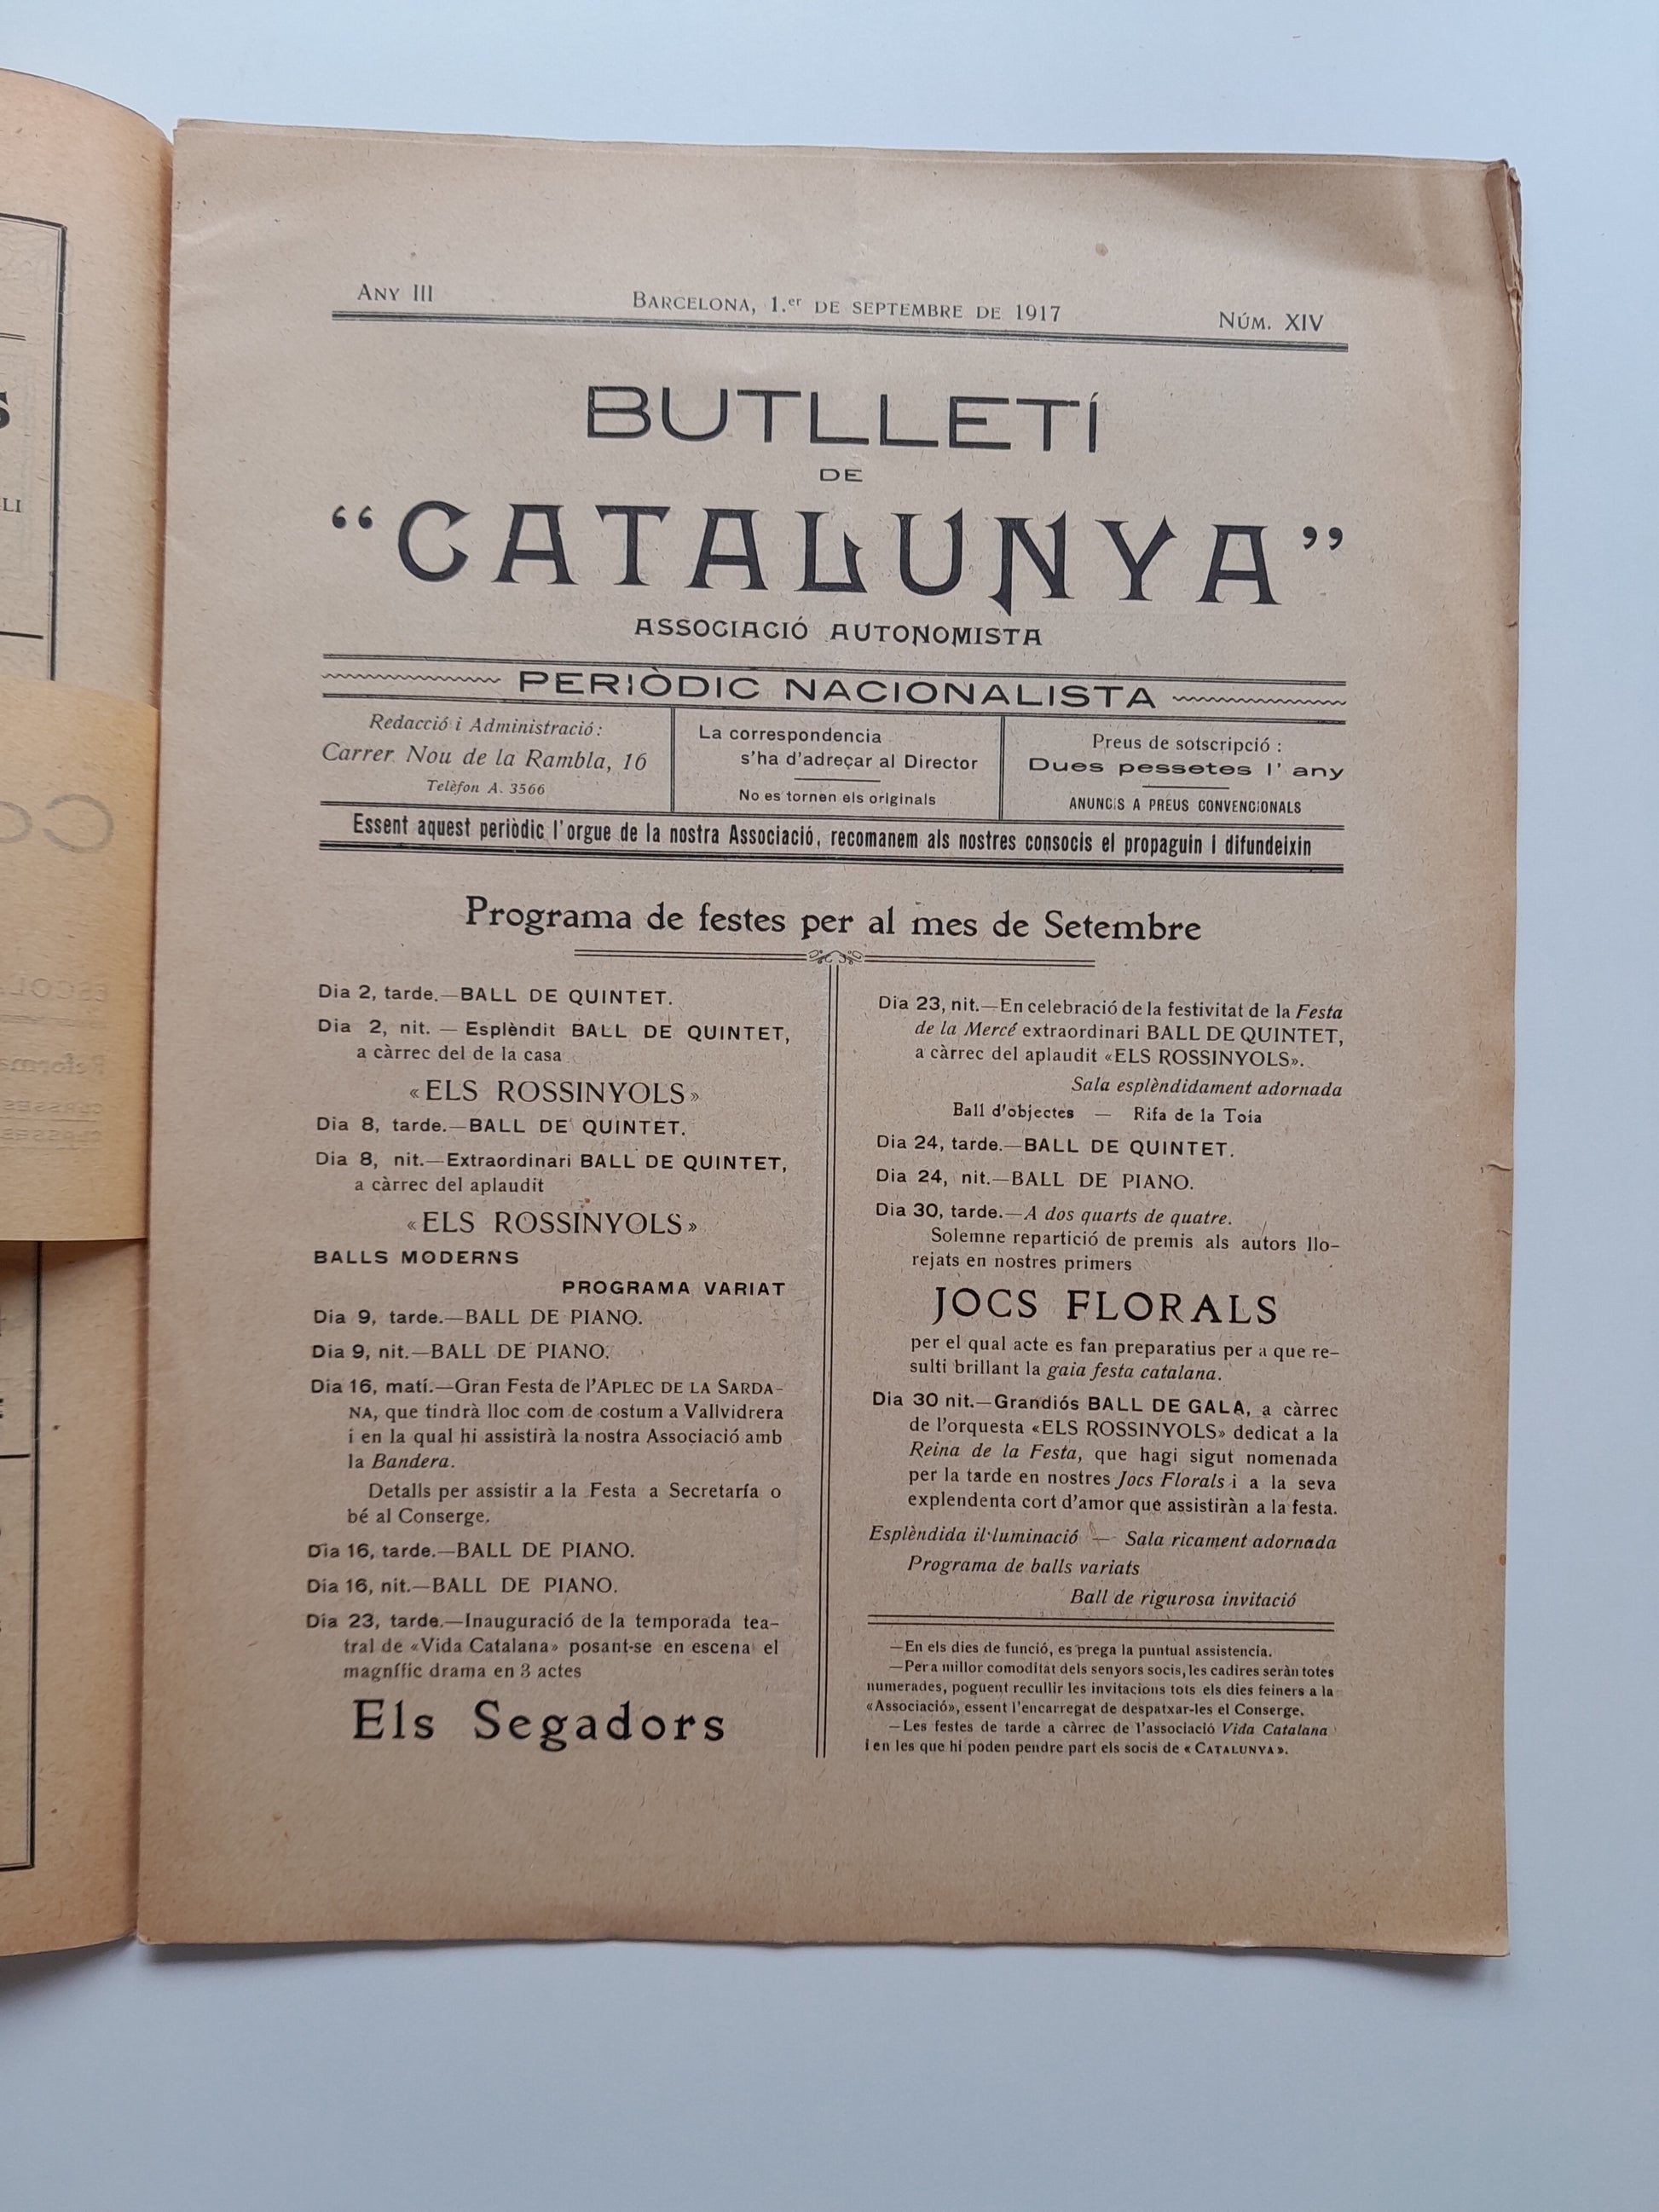 Any III
Barcelona, 1.er de septembre de 1917
Núm. XIV
BUTLLETÍ
DE
“CATALUNYA”
ASSOCIACIÓ AUTONOMISTA
PERIÒDIC NACIONALISTA
Redacció i Administració:
Carrer Nou de la Rambla, 16
Telèfon A. 3566
La correspondencia
s'ha d'adreçar al Director
No es tornen els originals
Preus de sotscripció :
Dues pessetes l' any
ANUNCIS A PREUS CONVENCIONALS
Essent aquest periòdic l'orgue de la nostra Associació, recomanem als nostres consocis el propaguin i difundeixin
Programa de festes per al mes de Setembre
Dia 2, tarde.—BALL DE QUINTET.
Dia 2, nit. — Esplèndit BALL DE QUINTET,
a càrrec del de la casa
«ELS ROSSINYOLS»
Dia 8, tarde.—BALL DE QUINTET.
Dia 8, nit.—Extraordinari BALL DE QUINTET,
a càrrec del aplaudit
«ELS ROSSINYOLS»
BALLS MODERNS
PROGRAMA VARIAT
Dia 9, tarde.—BALL DE PIANO.
Dia 9, nit.—BALL DE PIANO.
Dia 16, matí.—Gran Festa de l'APLEC DE LA SARDA-
NA, que tindrà lloc com de costum a Vallvidrera
i en la qual hi assistirà la nostra Associació amb
la Bandera.
Detalls per assistir a la Festa a Secretaría o
bé al Conserge.
Dia 16, tarde.—BALL DE PIANO.
Dia 16, nit.—BALL DE PIANO.
Dia 23, tarde.—Inauguració de la temporada tea-
tral de «Vida Catalana» posant-se en escena el
magnífic drama en 3 actes
Els Segadors
Dia 23, nit.—En celebració de la festivitat de la Festa
de la Mercé extraordinari BALL DE QUINTET,
a càrrec del aplaudit «ELS ROSSINYOLS».
Sala esplèndidament adornada
Ball d'objectes — Rifa de la Toia
Dia 24, tarde.—BALL DE QUINTET.
Dia 24, nit.—BALL DE PIANO.
Dia 30, tarde.—A dos quarts de quatre.
Solemne repartició de premis als autors llo-
rejats en nostres primers
JOCS FLORALS
per el qual acte es fan preparatius per a que re-
sulti brillant la gaia festa catalana.
Dia 30 nit.—Grandiós BALL DE GALA, a càrrec
de l'orquesta «ELS ROSSINYOLS» dedicat a la
Reina de la Festa, que hagi sigut nomenada
per la tarde en nostres Jocs Florals i a la seva
explendenta cort d'amor que assistiràn a la festa.
Esplèndida il·luminació — Sala ricament adornada
Programa de balls variats
Ball de rigurosa invitació
—En els dies de funció, es prega la puntual assistencia.
—Per a millor comoditat dels senyors socis, les cadires seràn totes
numerades, poguent recullir les invitacions tots els dies feiners a la
«Associació», essent l'encarregat de despatxar-les el Conserge.
—Les festes de tarde a càrrec de l'associació Vida Catalana
i en les que hi poden pendre part els socis de «CATALUNYA».